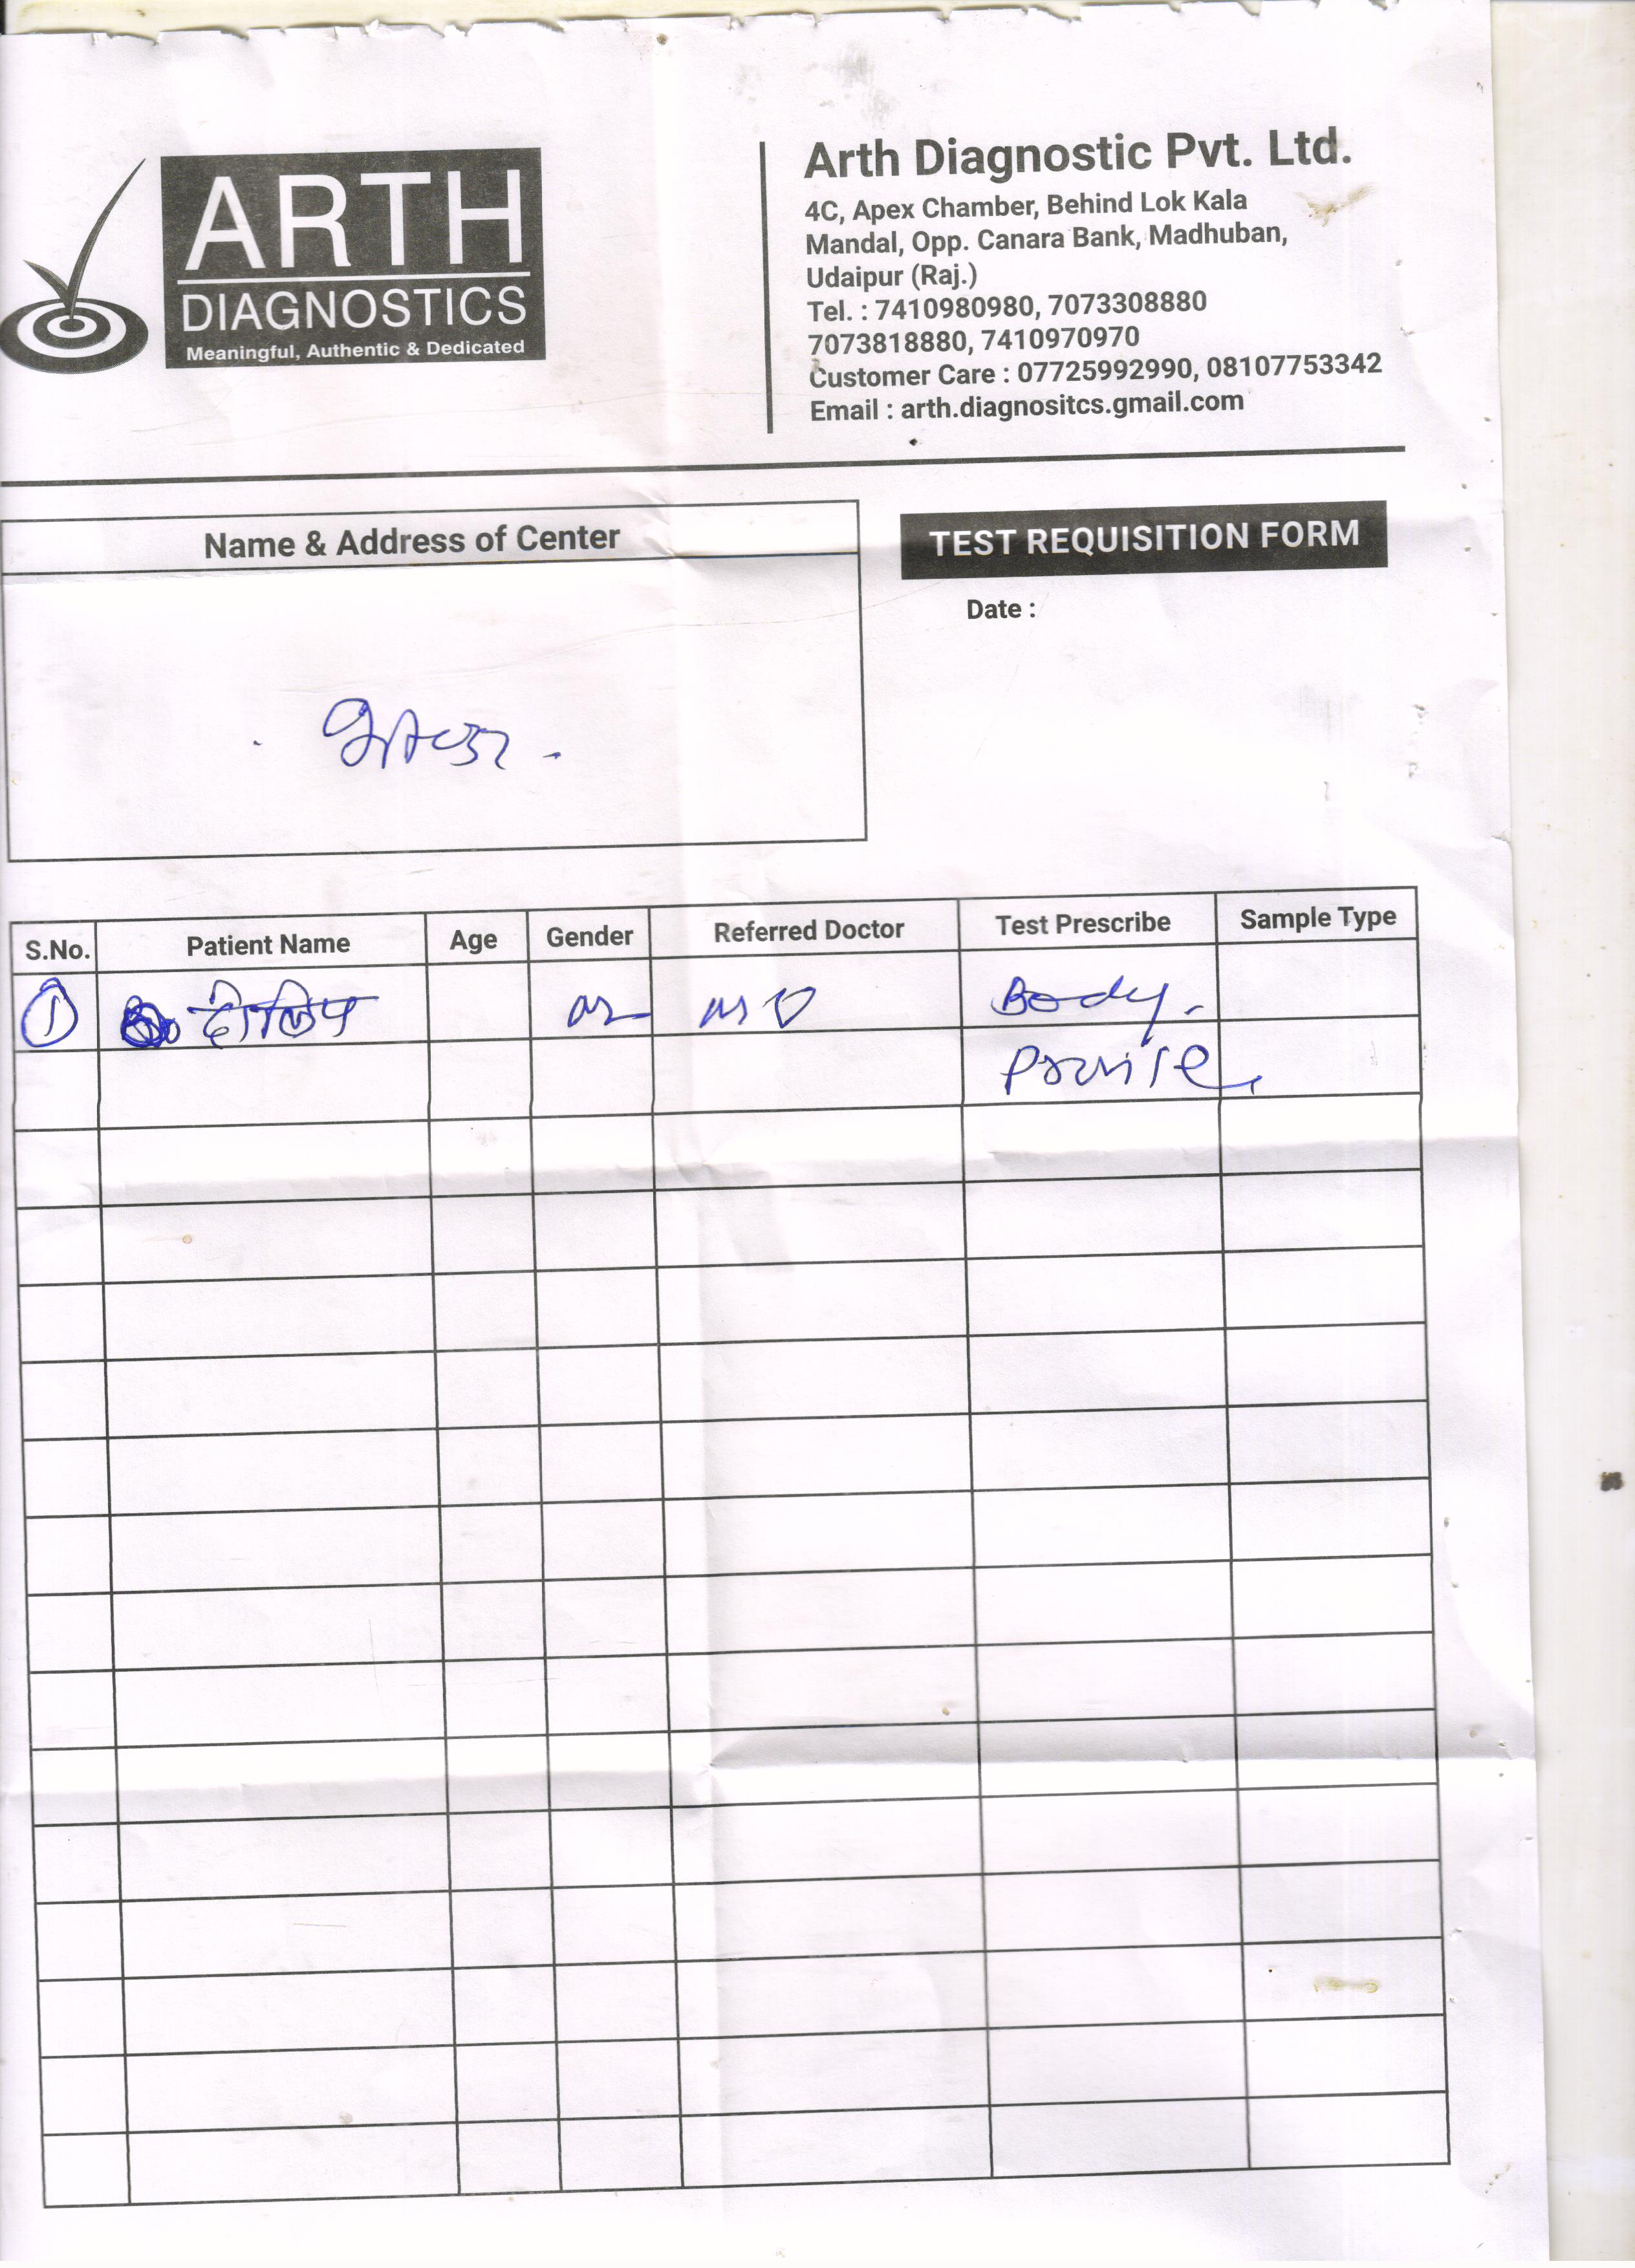 ARTH
DIAGNOSTICS
Meaningful, Authentic & Dedicated
Arth Diagnostic Pvt. Ltd.
4C, Apex Chamber, Behind Lok Kala
Mandal, Opp. Canara Bank, Madhuban,
Udaipur (Raj.)
Tel. : 7410980980, 7073308880
7073818880, 7410970970
Customer Care : 07725992990, 08107753342
Email : arth.diagnositcs.gmail.com
Name & Address of Center
TEST REQUISITION FORM
Date :
S.No. Patient Name Age Gender Referred Doctor Test Prescribe Sample Type
1 Body